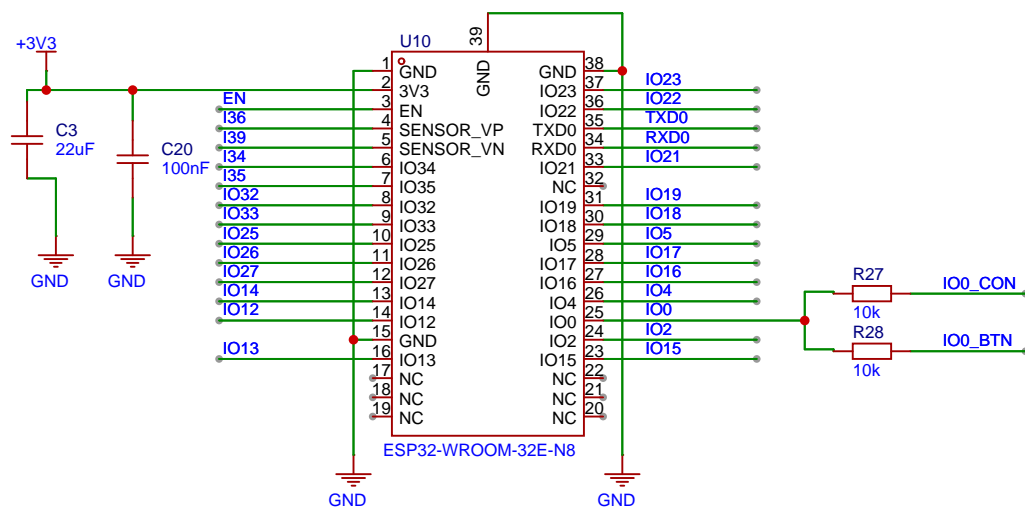 +3V3
C3
22uF
GND
C20
100nF
GND
U10
39
GND
1 GND
2 3V3
EN 3 EN
I36 4 SENSOR_VP
I39 5 SENSOR_VN
I34 6 IO34
I35 7 IO35
IO32 8 IO32
IO33 9 IO33
IO25 10 IO25
IO26 11 IO26
IO27 12 IO27
IO14 13 IO14
IO12 14 IO12
15 GND
IO13 16 IO13
17 NC
18 NC
19 NC
GND 38
IO23 37 IO23
IO22 36 IO22
TXD0 35 TXD0
RXD0 34 RXD0
IO21 33 IO21
NC 32
IO19 31 IO19
IO18 30 IO18
IO5 29 IO5
IO17 28 IO17
IO16 27 IO16
IO4 26 IO4
IO0 25 IO0
IO2 24 IO2
IO15 23 IO15
NC 22
NC 21
NC 20
ESP32-WROOM-32E-N8
GND
GND
R27
10k
IO0_CON
R28
10k
IO0_BTN